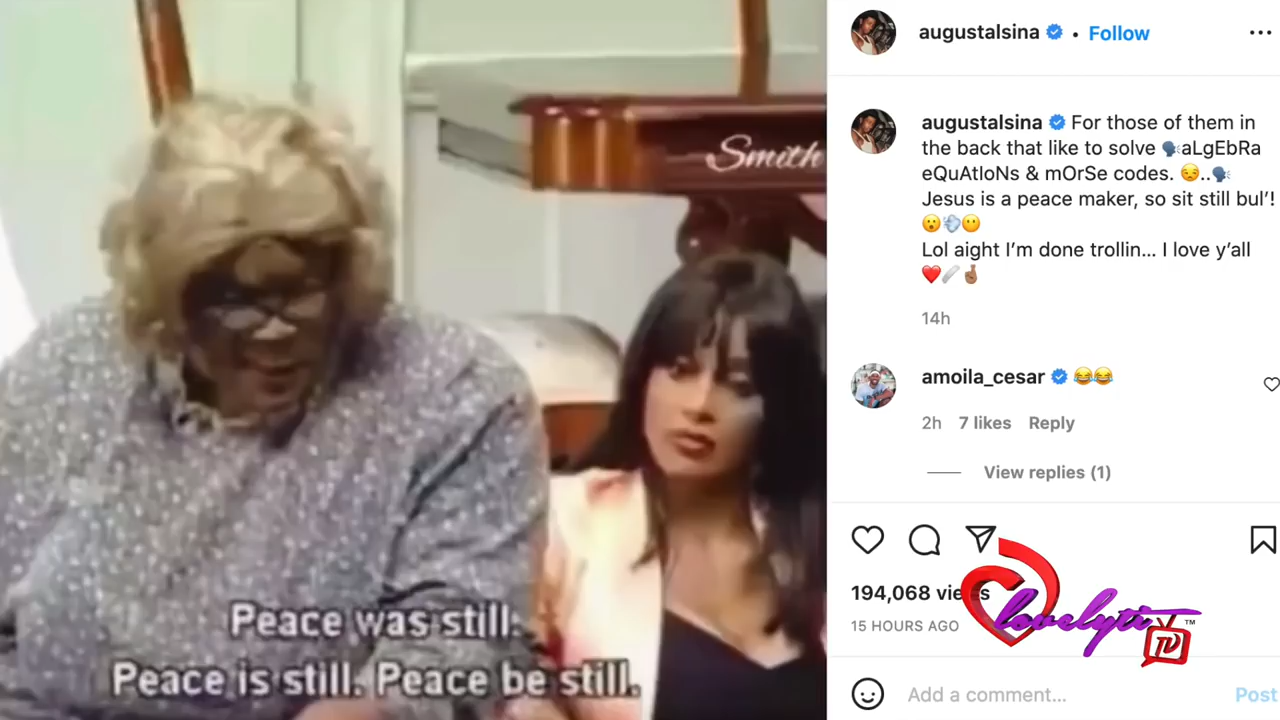 Smith
Peace was still.
Peace is still. Peace be still.
augustalsina • Follow
augustalsina For those of them in
the back that like to solve 🗣️aLgEbRa
eQuAtIoNs & mOrSe codes. 😒..🗣️
Jesus is a peace maker, so sit still bul’!
😮💨😶
Lol aight I’m done trollin... I love y’all
❤️🩹🤞🏽
14h
amoila_cesar 😂😂
2h 7 likes Reply
View replies (1)
194,068 views
15 HOURS AGO
lovelyti TV™
Add a comment... Post